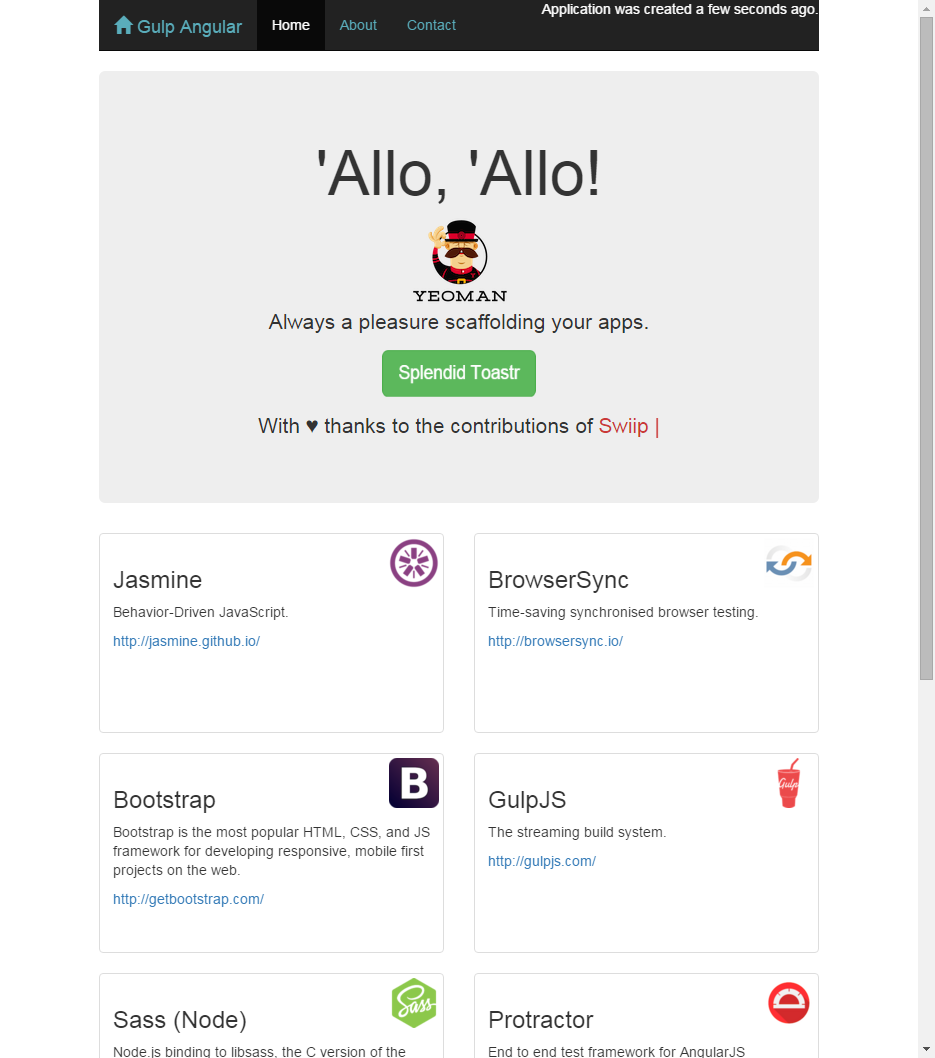 Gulp Angular Home About Contact Application was created a few seconds ago.
'Allo, 'Allo!
YEOMAN
Always a pleasure scaffolding your apps.
Splendid Toastr
With ♥ thanks to the contributions of Swiip |
Jasmine
Behavior-Driven JavaScript.
http://jasmine.github.io/
BrowserSync
Time-saving synchronised browser testing.
http://browsersync.io/
B
Bootstrap
Bootstrap is the most popular HTML, CSS, and JS
framework for developing responsive, mobile first
projects on the web.
http://getbootstrap.com/
Gulp
GulpJS
The streaming build system.
http://gulpjs.com/
Sass
Sass (Node)
Node.js binding to libsass, the C version of the
Protractor
End to end test framework for AngularJS